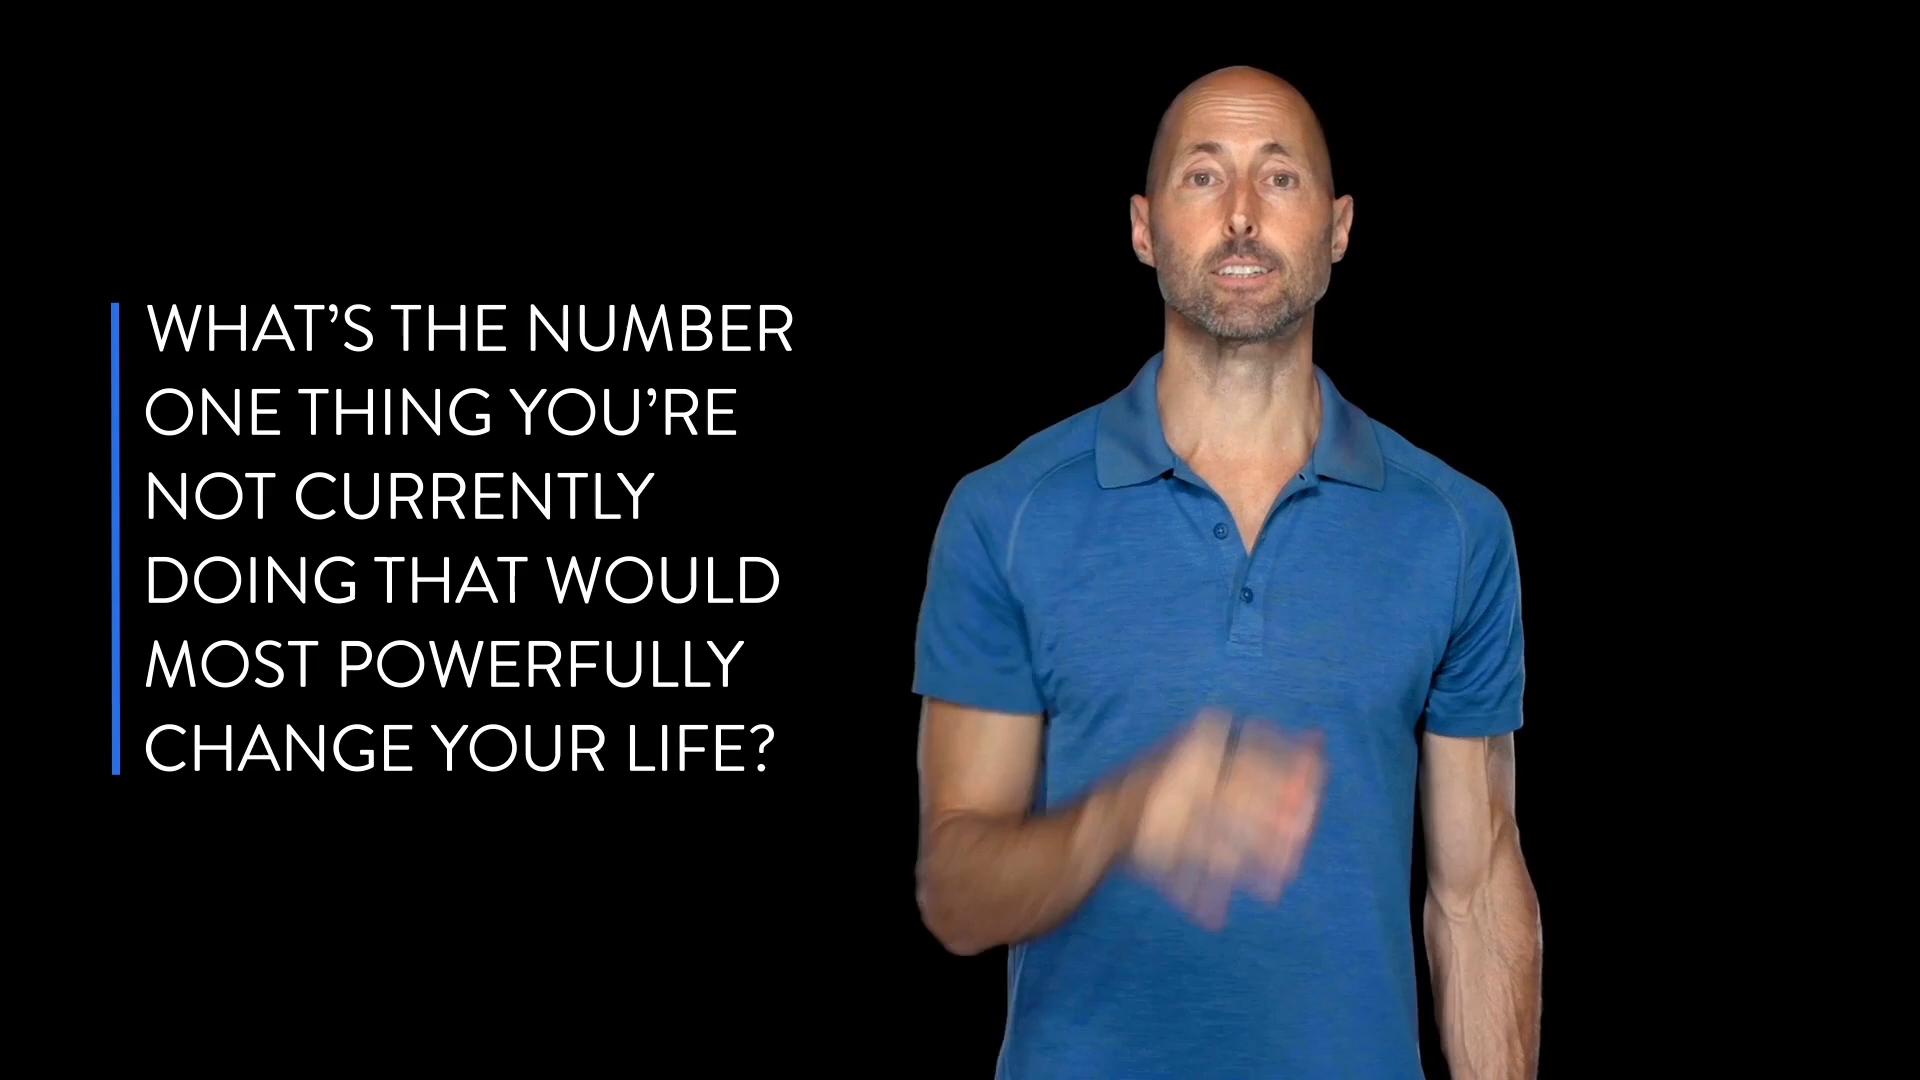 WHAT’S THE NUMBER
ONE THING YOU’RE
NOT CURRENTLY
DOING THAT WOULD
MOST POWERFULLY
CHANGE YOUR LIFE?